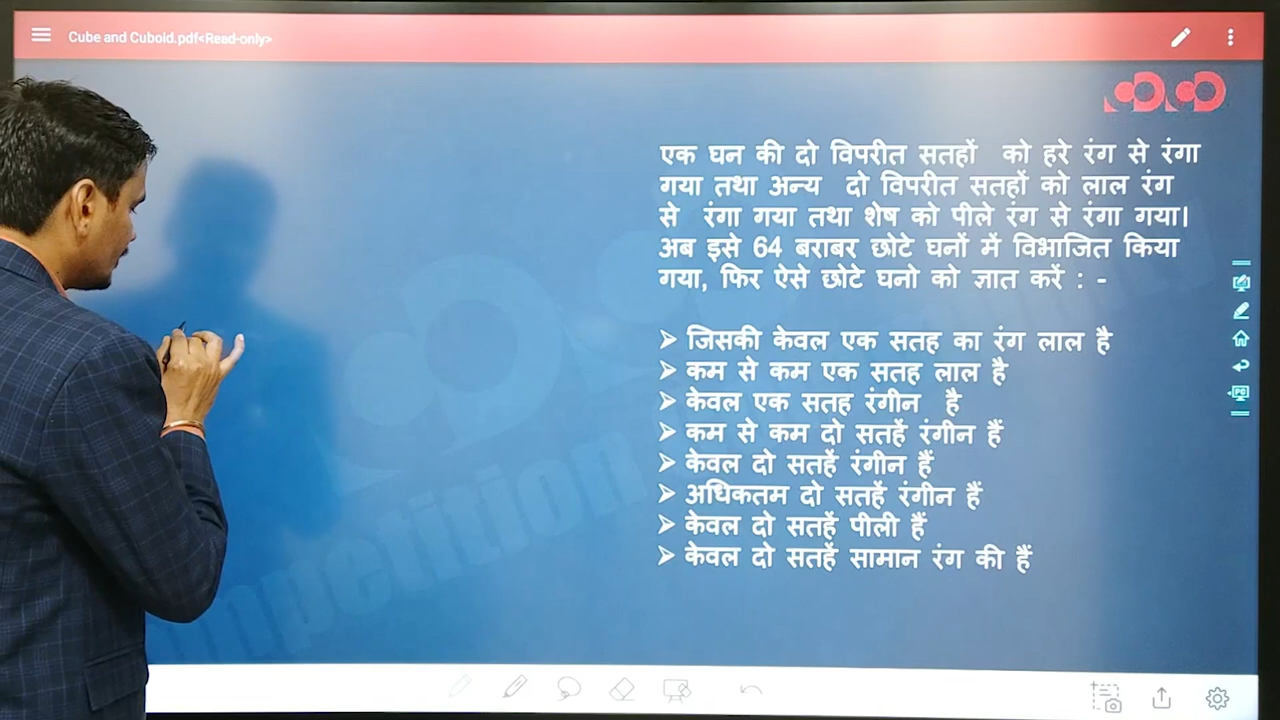 Cube and Cuboid.pdf<Read-only>
एक घन की दो विपरीत सतहों को हरे रंग से रंगा
गया तथा अन्य दो विपरीत सतहों को लाल रंग
से रंगा गया तथा शेष को पीले रंग से रंगा गया।
अब इसे 64 बराबर छोटे घनों में विभाजित किया
गया, फिर ऐसे छोटे घनो को ज्ञात करें : -
➢ जिसकी केवल एक सतह का रंग लाल है
➢ कम से कम एक सतह लाल है
➢ केवल एक सतह रंगीन है
➢ कम से कम दो सतहें रंगीन हैं
➢ केवल दो सतहें रंगीन हैं
➢ अधिकतम दो सतहें रंगीन हैं
➢ केवल दो सतहें पीली हैं
➢ केवल दो सतहें सामान रंग की हैं
PC